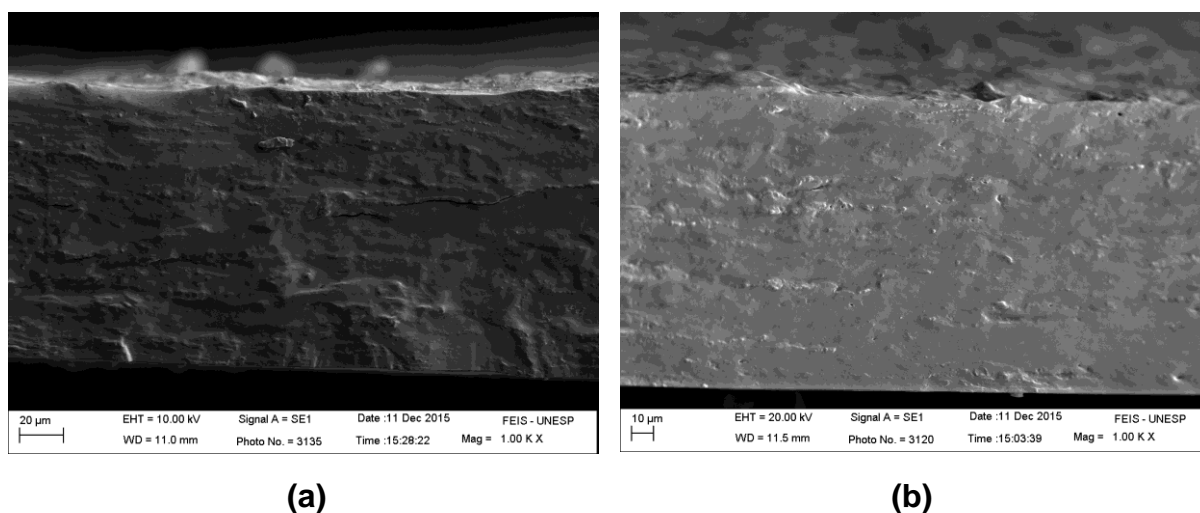 20 µm
EHT = 10.00 kV Signal A = SE1 Date :11 Dec 2015 FEIS - UNESP
WD = 11.0 mm Photo No. = 3135 Time :15:28:22 Mag = 1.00 K X
10 µm
EHT = 20.00 kV Signal A = SE1 Date :11 Dec 2015 FEIS - UNESP
WD = 11.5 mm Photo No. = 3120 Time :15:03:39 Mag = 1.00 K X
(a)
(b)